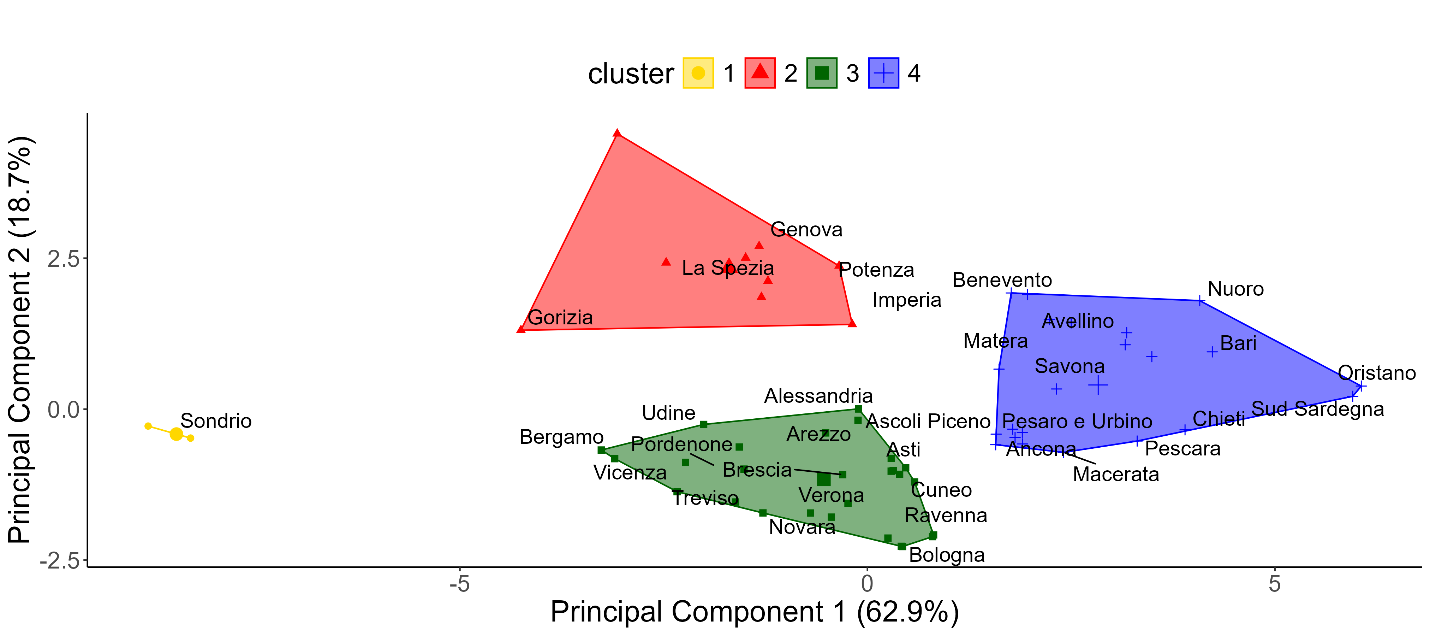 cluster 1 2 3 4
Principal Component 2 (18.7%)
2.5
0.0
-2.5
Genova
La Spezia
Potenza
Imperia
Gorizia
Benevento
Nuoro
Avellino
Matera
Bari
Savona
Oristano
Sud Sardegna
Sondrio
Alessandria
Udine
Ascoli Piceno
Pesaro e Urbino
Chieti
Bergamo
Pordenone
Arezzo
Asti
Ancona
Pescara
Vicenza
Brescia
Macerata
Treviso
Verona
Cuneo
Novara
Ravenna
Bologna
-5
0
5
Principal Component 1 (62.9%)